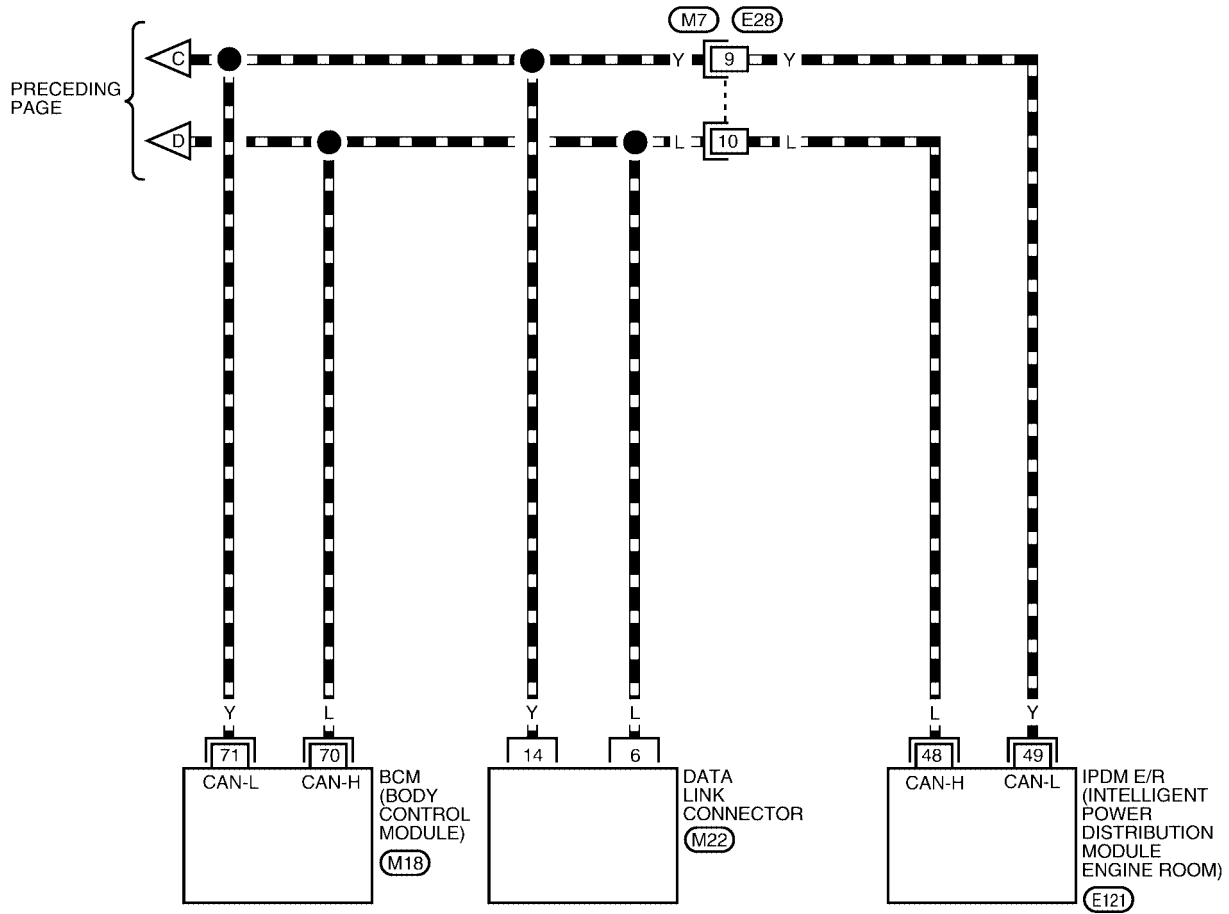 M7 E28
C Y 9 Y
PRECEDING
PAGE
D L 10 L
Y L Y L L Y
71 70 14 6 48 49
CAN-L CAN-H
BCM
(BODY
CONTROL
MODULE)
M18
DATA
LINK
CONNECTOR
M22
CAN-H CAN-L
IPDM E/R
(INTELLIGENT
POWER
DISTRIBUTION
MODULE
ENGINE ROOM)
E121